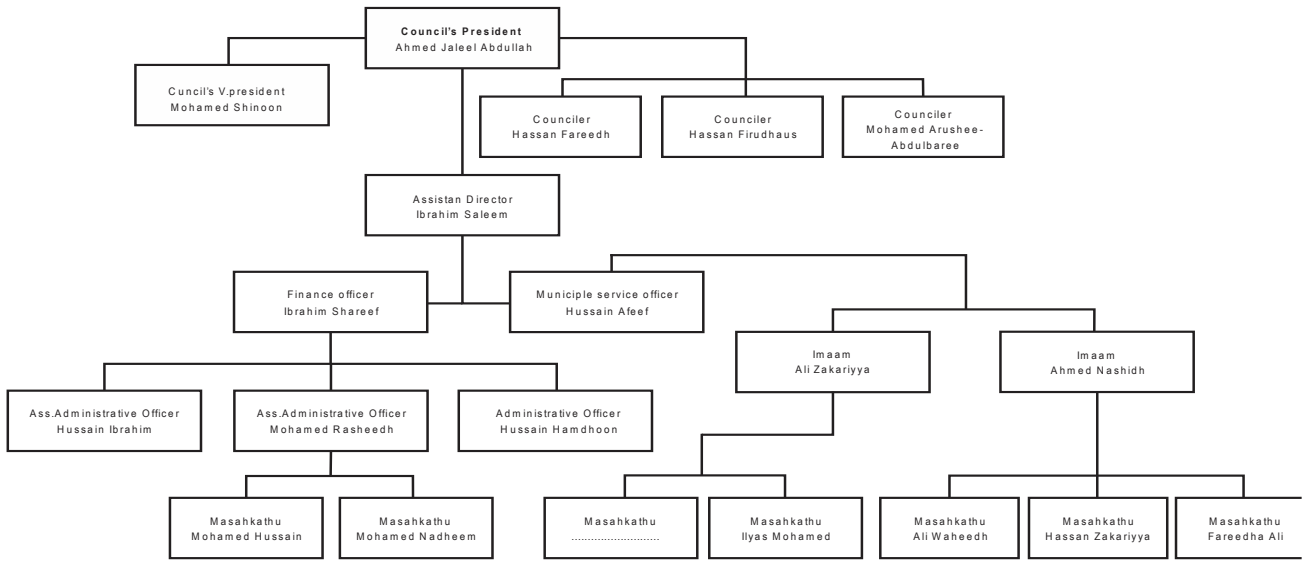 Council's President
Ahmed Jaleel Abdullah
Cuncil's V.president
Mohamed Shinoon
Counciler
Hassan Fareedh
Counciler
Hassan Firudhaus
Counciler
Mohamed Arushee-
Abdulbaree
Assistan Director
Ibrahim Saleem
Finance officer
Ibrahim Shareef
Municiple service officer
Hussain Afeef
Imaam
Ali Zakariyya
Imaam
Ahmed Nashidh
Ass.Administrative Officer
Hussain Ibrahim
Ass.Administrative Officer
Mohamed Rasheedh
Administrative Officer
Hussain Hamdhoon
Masahkathu
Mohamed Hussain
Masahkathu
Mohamed Nadheem
Masahkathu
...........................
Masahkathu
Ilyas Mohamed
Masahkathu
Ali Waheedh
Masahkathu
Hassan Zakariyya
Masahkathu
Fareedha Ali